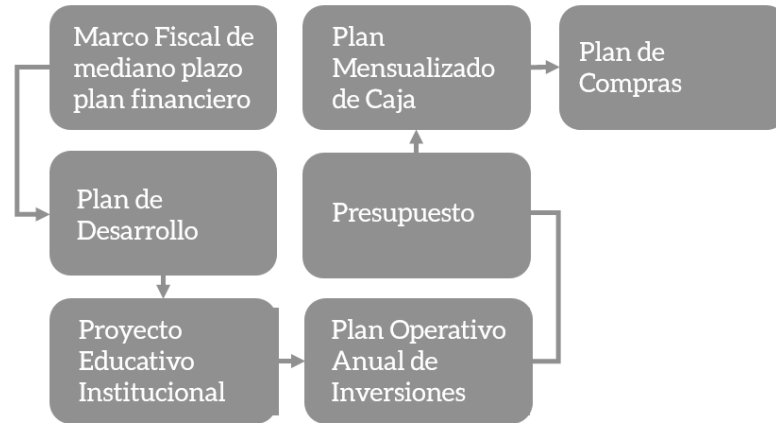 Marco Fiscal de
mediano plazo
plan financiero
Plan de
Desarrollo
Proyecto
Educativo
Institucional
Plan Operativo
Anual de
Inversiones
Presupuesto
Plan
Mensualizado
de Caja
Plan de
Compras